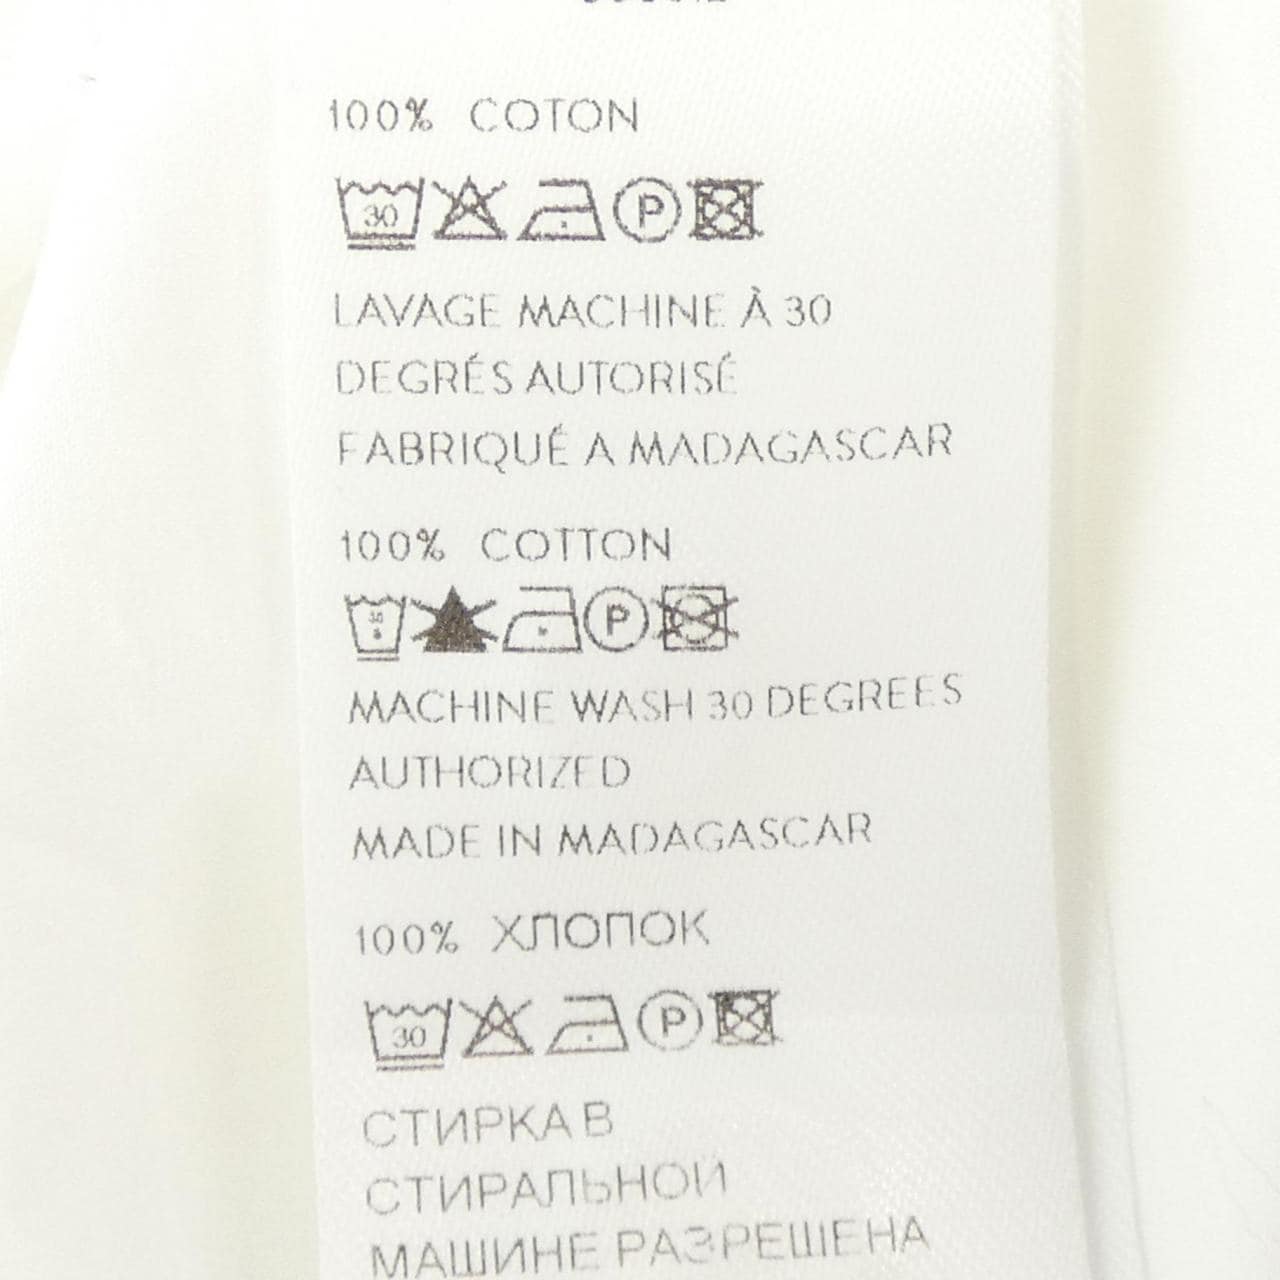 100% COTON
30 P
LAVAGE MACHINE À 30
DEGRÉS AUTORISÉ
FABRIQUÉ A MADAGASCAR
100% COTTON
P
MACHINE WASH 30 DEGREES
AUTHORIZED
MADE IN MADAGASCAR
100% ХЛОПОК
30 P
СТИРКА В
СТИРАЛЬНОЙ
МАШИНЕ РАЗРЕШЕНА